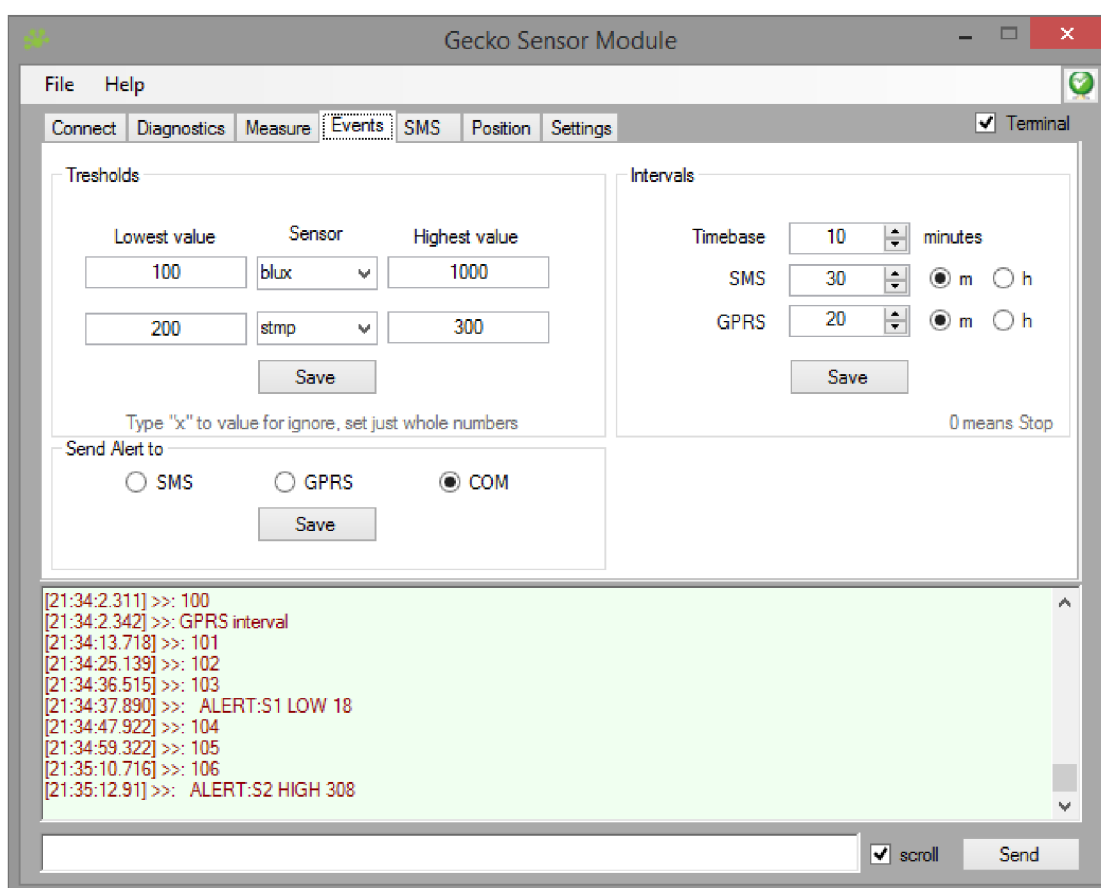 Gecko Sensor Module
File Help
Connect Diagnostics Measure Events SMS Position Settings Terminal
Tresholds
Lowest value Sensor Highest value
100 blux 1000
200 stmp 300
Save
Type "x" to value for ignore, set just whole numbers
Intervals
Timebase 10 minutes
SMS 30 m h
GPRS 20 m h
Save
0 means Stop
Send Alert to
SMS GPRS COM
Save
[21:34:2.311] >>: 100
[21:34:2.342] >>: GPRS interval
[21:34:13.718] >>: 101
[21:34:25.139] >>: 102
[21:34:36.515] >>: 103
[21:34:37.890] >>: ALERT:S1 LOW 18
[21:34:47.922] >>: 104
[21:34:59.322] >>: 105
[21:35:10.716] >>: 106
[21:35:12.91] >>: ALERT:S2 HIGH 308
scroll Send